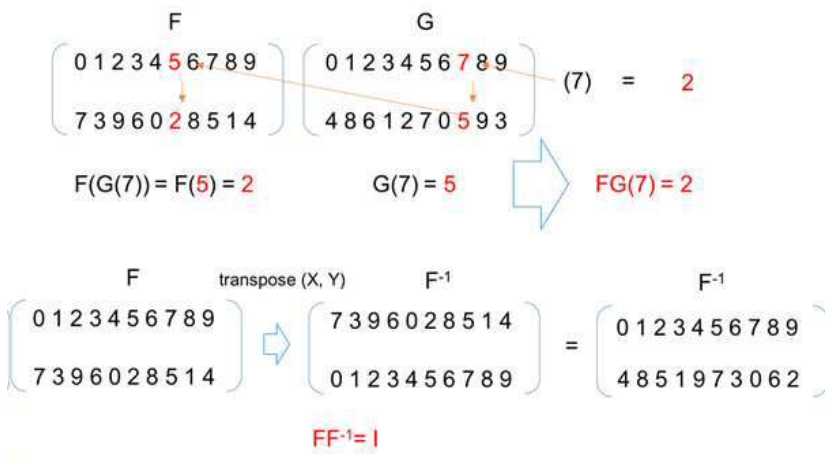 F G
0 1 2 3 4 5 6 7 8 9 0 1 2 3 4 5 6 7 8 9
(7) = 2
7 3 9 6 0 2 8 5 1 4 4 8 6 1 2 7 0 5 9 3
F(G(7)) = F(5) = 2 G(7) = 5 FG(7) = 2
F transpose (X, Y) F-1 F-1
0 1 2 3 4 5 6 7 8 9 7 3 9 6 0 2 8 5 1 4 0 1 2 3 4 5 6 7 8 9
=
7 3 9 6 0 2 8 5 1 4 0 1 2 3 4 5 6 7 8 9 4 8 5 1 9 7 3 0 6 2
FF-1= I